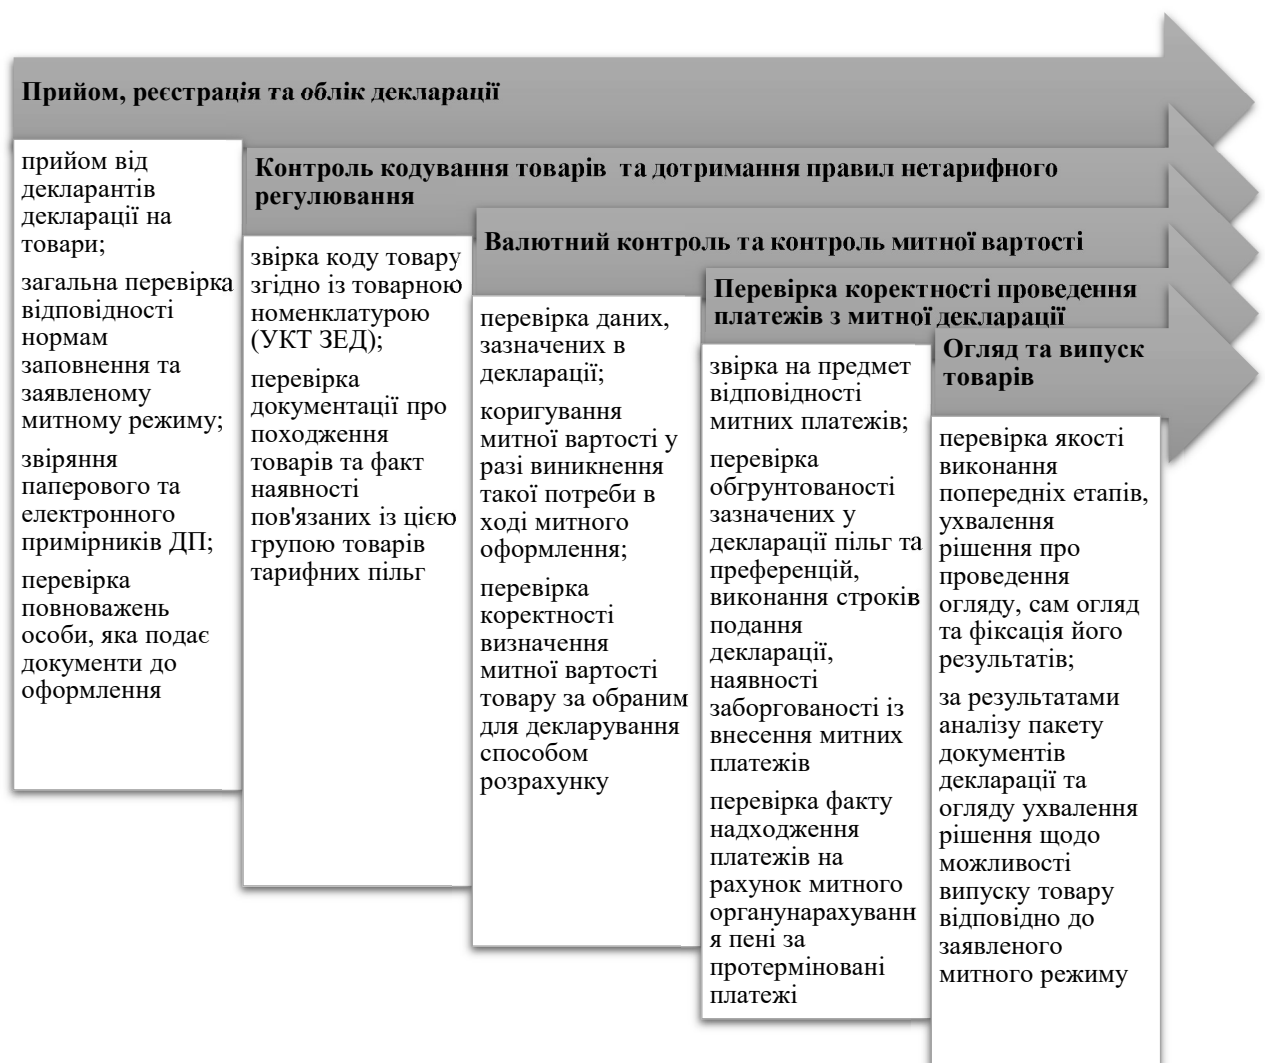 Прийом, реєстрація та облік декларації
прийом від
декларантів
декларації на
товари;
загальна перевірка
відповідності
нормам
заповнення та
заявленому
митному режиму;
звіряння
паперового та
електронного
примірників ДП;
перевірка
повноважень
особи, яка подає
документи до
оформлення
Контроль кодування товарів та дотримання правил нетарифного
регулювання
звірка коду товару
згідно із товарною
номенклатурою
(УКТ ЗЕД);
перевірка
документації про
походження
товарів та факт
наявності
пов'язаних із цією
групою товарів
тарифних пільг
Валютний контроль та контроль митної вартості
перевірка даних,
зазначених в
декларації;
коригування
митної вартості у
разі виникнення
такої потреби в
ході митного
оформлення;
перевірка
коректності
визначення
митної вартості
товару за обраним
для декларування
способом
розрахунку
Перевірка коректності проведення
платежів з митної декларації
звірка на предмет
відповідності
митних платежів;
перевірка
обгрунтованості
зазначених у
декларації пільг та
преференцій,
виконання строків
подання
декларації,
наявності
заборгованості із
внесення митних
платежів
перевірка факту
надходження
платежів на
рахунок митного
органунарахуванн
я пені за
протерміновані
платежі
Огляд та випуск
товарів
перевірка якості
виконання
попередніх етапів,
ухвалення
рішення про
проведення
огляду, сам огляд
та фіксація його
результатів;
за результатами
аналізу пакету
документів
декларації та
огляду ухвалення
рішення щодо
можливості
випуску товару
відповідно до
заявленого
митного режиму